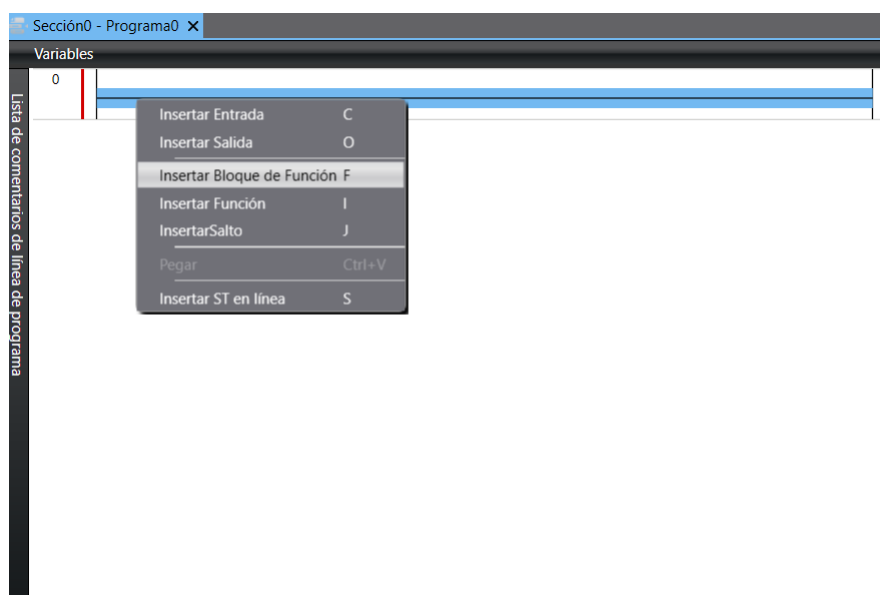 Sección0 - Programa0 X
Variables
0
Lista de comentarios de línea de programa
Insertar Entrada C
Insertar Salida O
Insertar Bloque de Función F
Insertar Función I
InsertarSalto J
Pegar Ctrl+V
Insertar ST en línea S